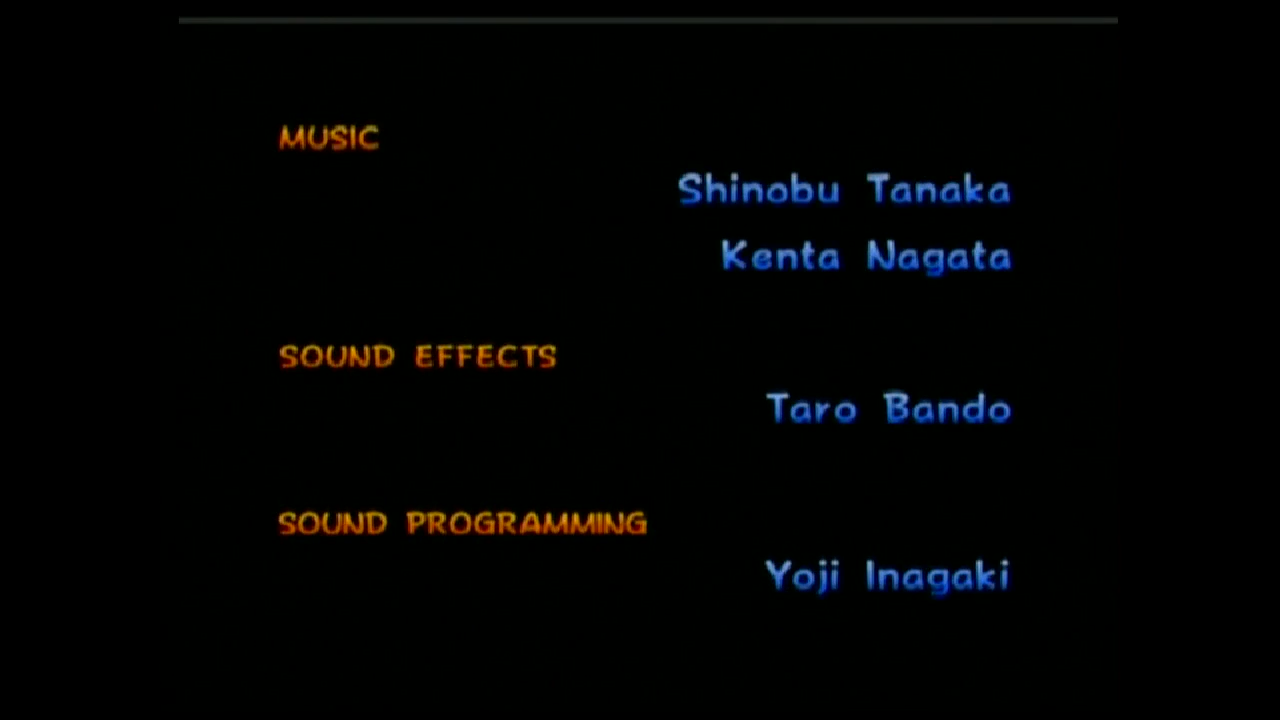 MUSIC
Shinobu Tanaka
Kenta Nagata
SOUND EFFECTS
Taro Bando
SOUND PROGRAMMING
Yoji Inagaki